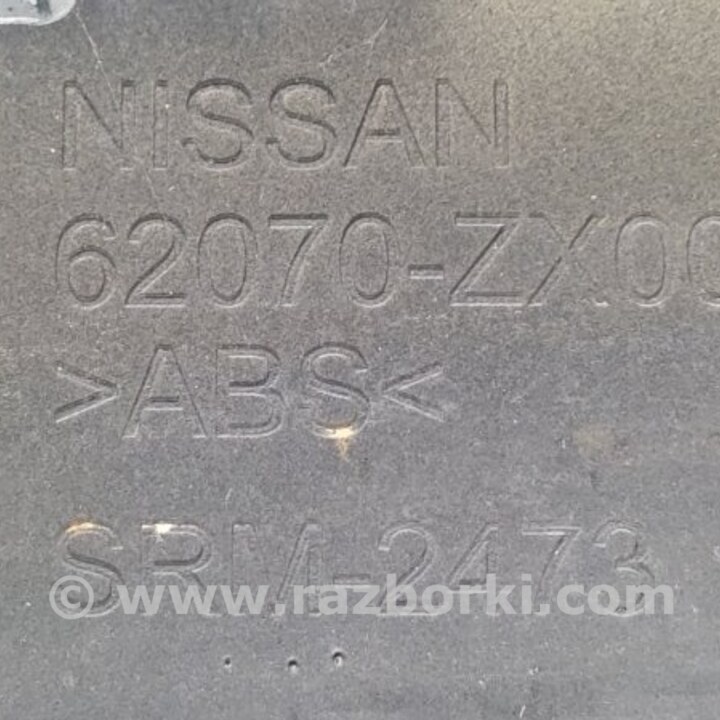 NISSAN
62070-ZX00
>ABS<
SRM-2473
© www.razborki.com